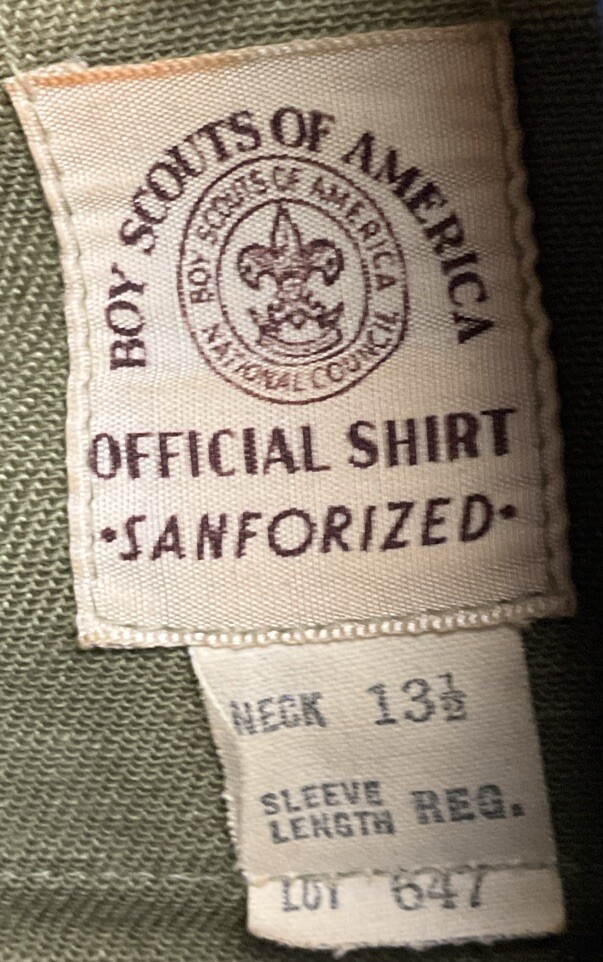 BOY SCOUTS OF AMERICA
BOY SCOUTS OF AMERICA
NATIONAL COUNCIL
OFFICIAL SHIRT
•SANFORIZED•
NECK 13½
SLEEVE
LENGTH REG.
LOT 647